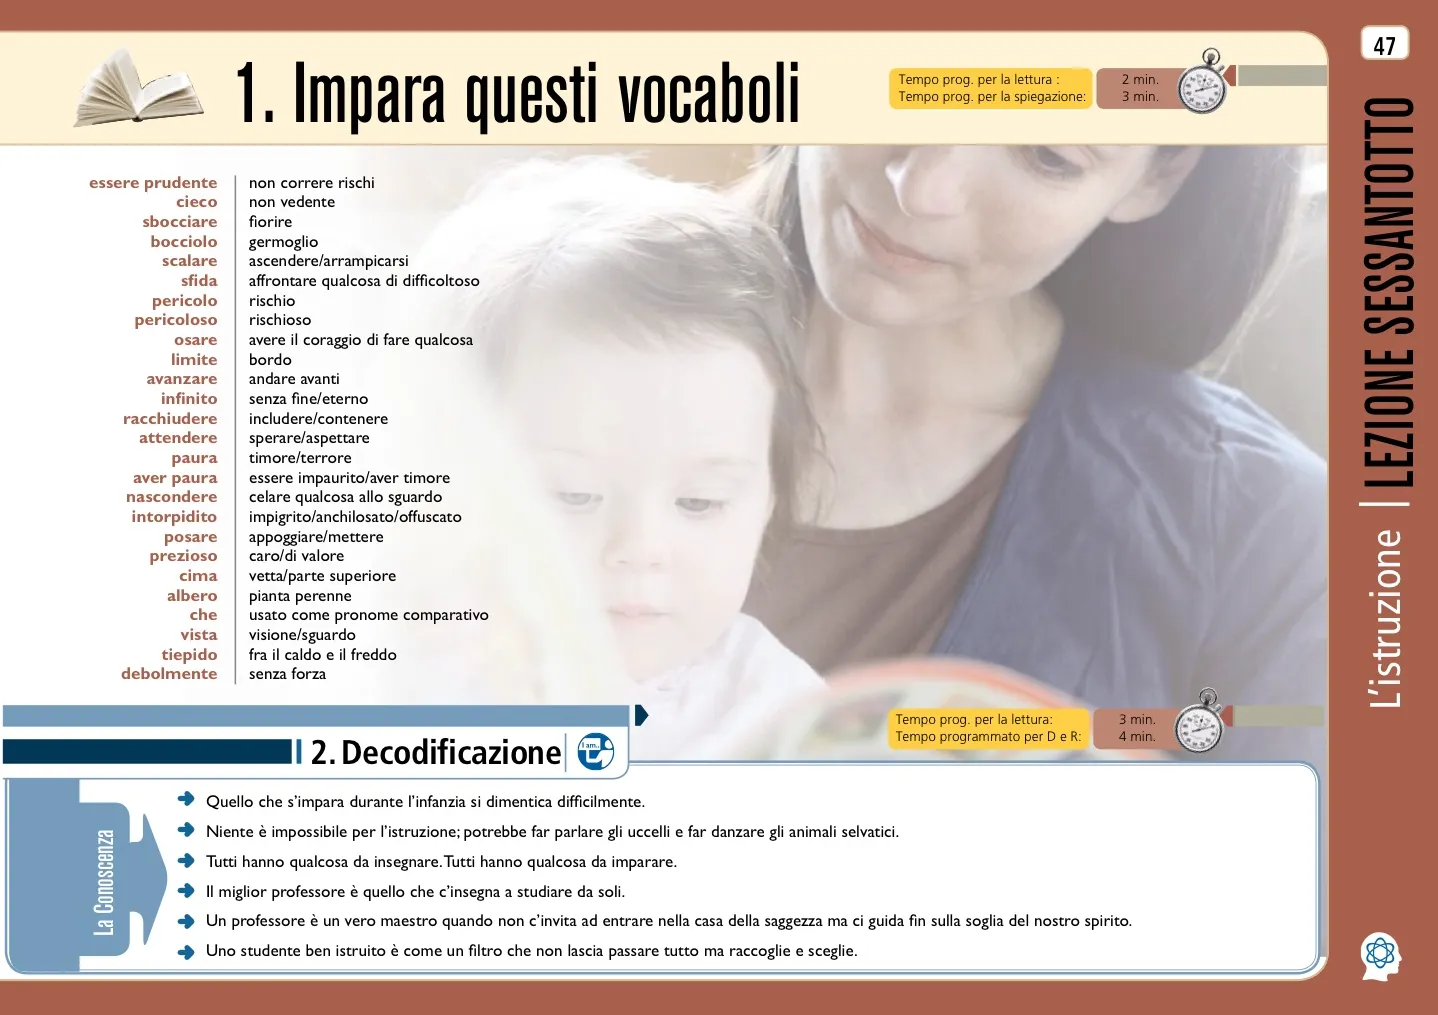 47
1. Impara questi vocaboli
Tempo prog. per la lettura : 2 min.
Tempo prog. per la spiegazione: 3 min.
essere prudente non correre rischi
cieco non vedente
sbocciare fiorire
bocciolo germoglio
scalare ascendere/arrampicarsi
sfida affrontare qualcosa di difficoltoso
pericolo rischio
pericoloso rischioso
osare avere il coraggio di fare qualcosa
limite bordo
avanzare andare avanti
infinito senza fine/eterno
racchiudere includere/contenere
attendere sperare/aspettare
paura timore/terrore
aver paura essere impaurito/aver timore
nascondere celare qualcosa allo sguardo
intorpidito impigrito/anchilosato/offuscato
posare appoggiare/mettere
prezioso caro/di valore
cima vetta/parte superiore
albero pianta perenne
che usato come pronome comparativo
vista visione/sguardo
tiepido fra il caldo e il freddo
debolmente senza forza
L'istruzione | LEZIONE SESSANTOTTO
2. Decodificazione
I am..
Tempo prog. per la lettura: 3 min.
Tempo programmato per D e R: 4 min.
La Conoscenza
Quello che s'impara durante l'infanzia si dimentica difficilmente.
Niente è impossibile per l'istruzione; potrebbe far parlare gli uccelli e far danzare gli animali selvatici.
Tutti hanno qualcosa da insegnare. Tutti hanno qualcosa da imparare.
Il miglior professore è quello che c'insegna a studiare da soli.
Un professore è un vero maestro quando non c'invita ad entrare nella casa della saggezza ma ci guida fin sulla soglia del nostro spirito.
Uno studente ben istruito è come un filtro che non lascia passare tutto ma raccoglie e sceglie.